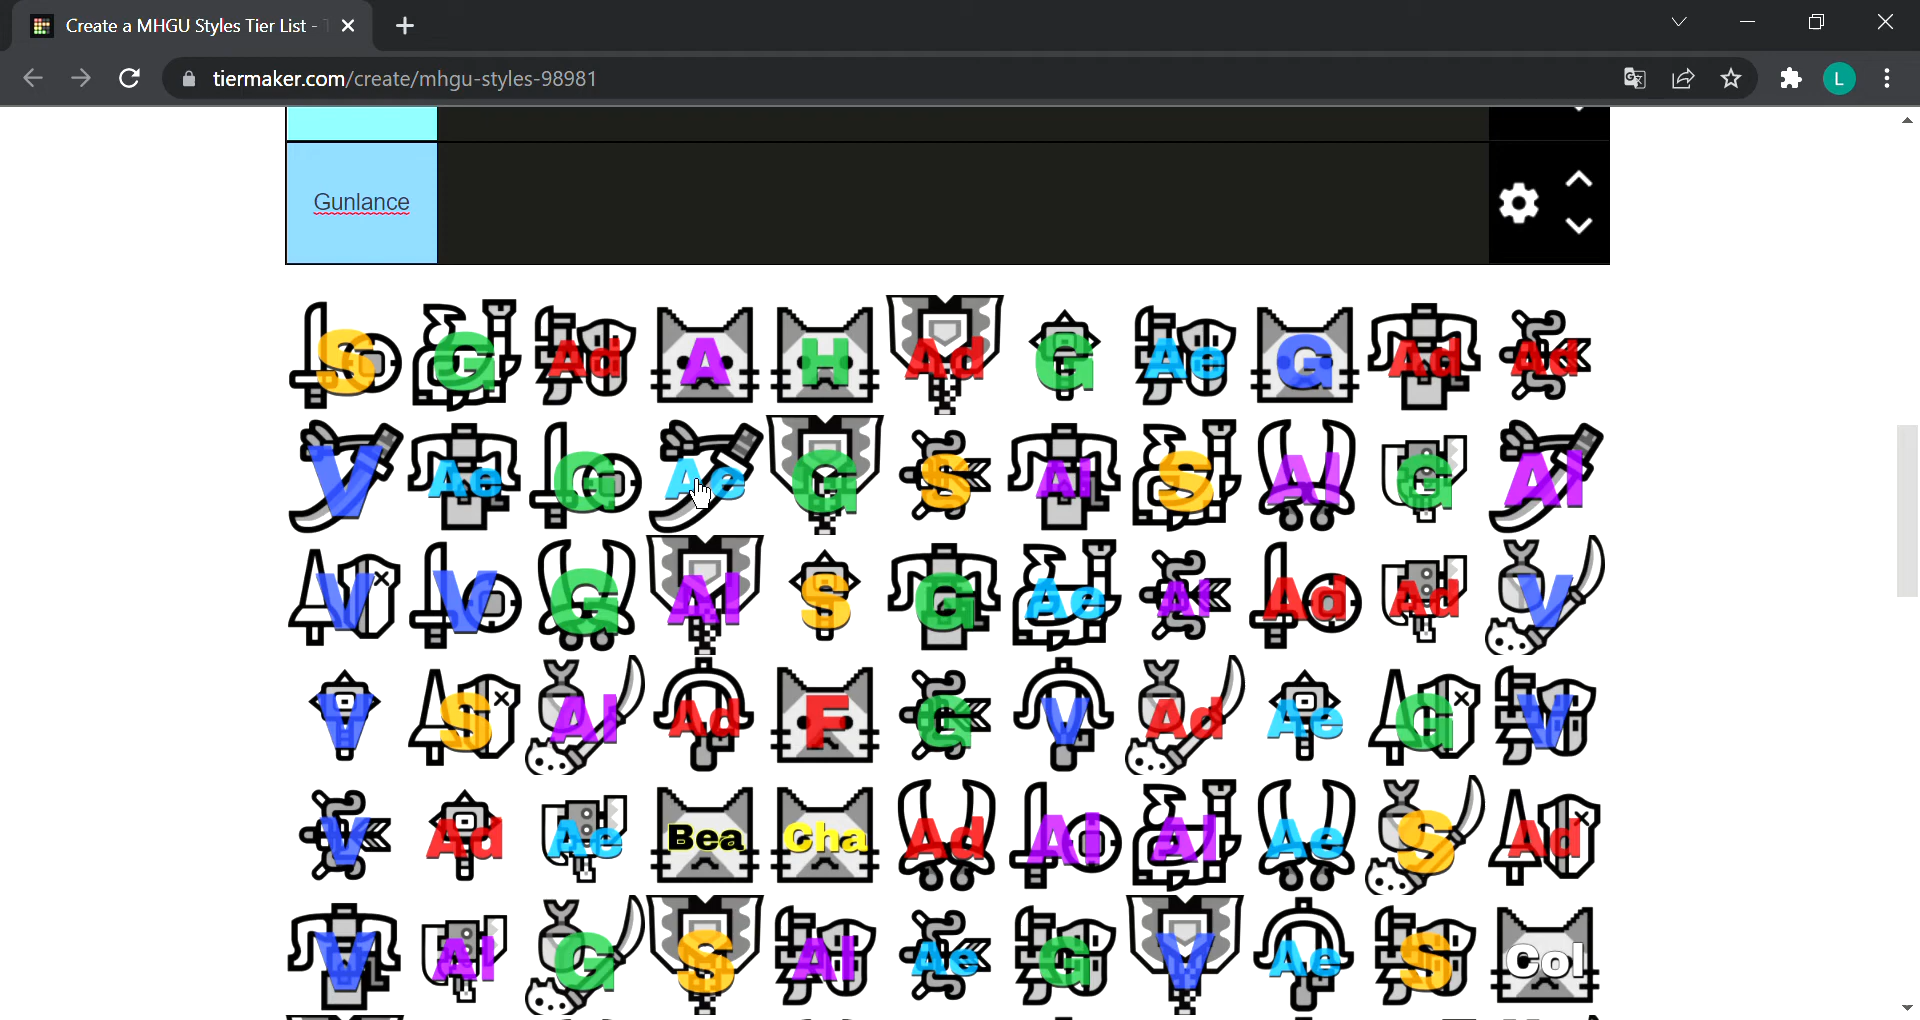 Create a MHGU Styles Tier List -
tiermaker.com/create/mhgu-styles-98981
L
Gunlance
S G Ad A H Ad G Ae G Ad Ad
V Ae G Ae G S Al S Al G Al
V V G Al S G Ae Al Ad Ad V
V S Al Ad F G V Ad Ae G V
V Ad Ae Bea Cha Ad Al Al Ae S Ad
V Al G S Al Ae G V Ae S Col